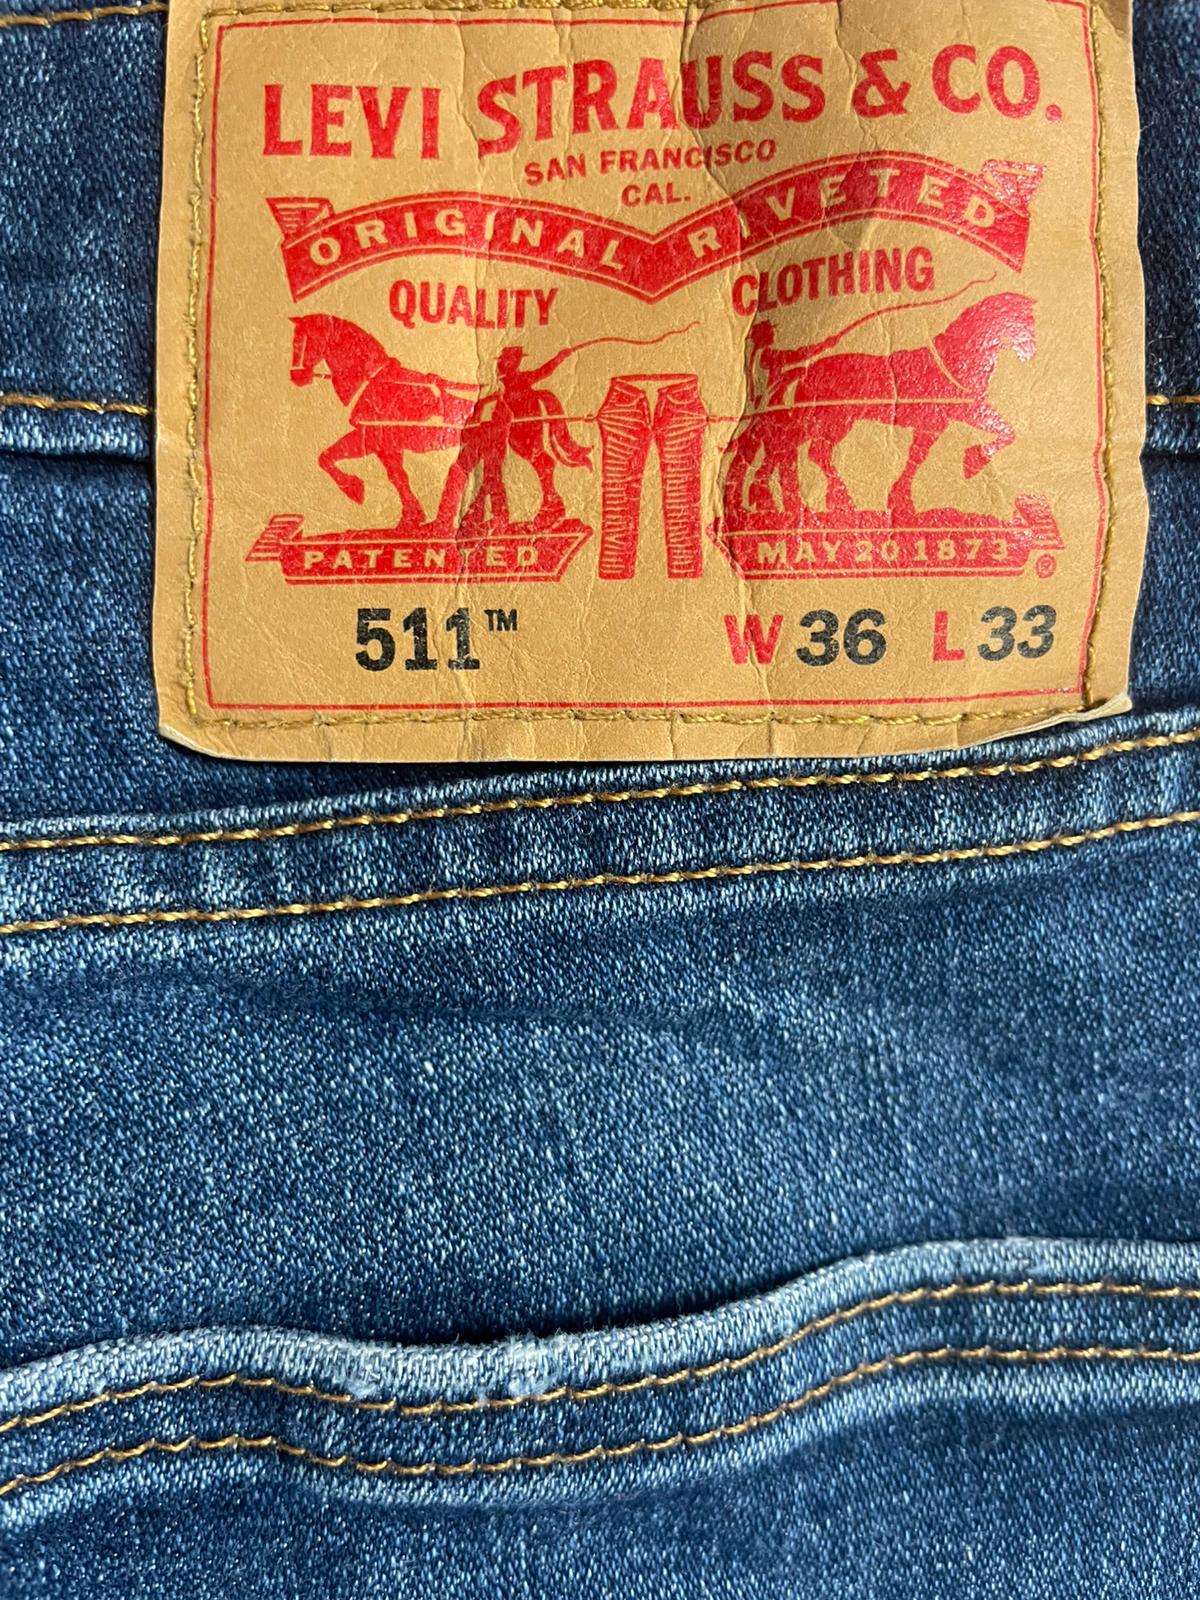 LEVI STRAUSS & CO.
SAN FRANCISCO
CAL.
ORIGINAL RIVETED
QUALITY CLOTHING
PATENTED MAY 20 1873 ®
511™ W 36 L 33